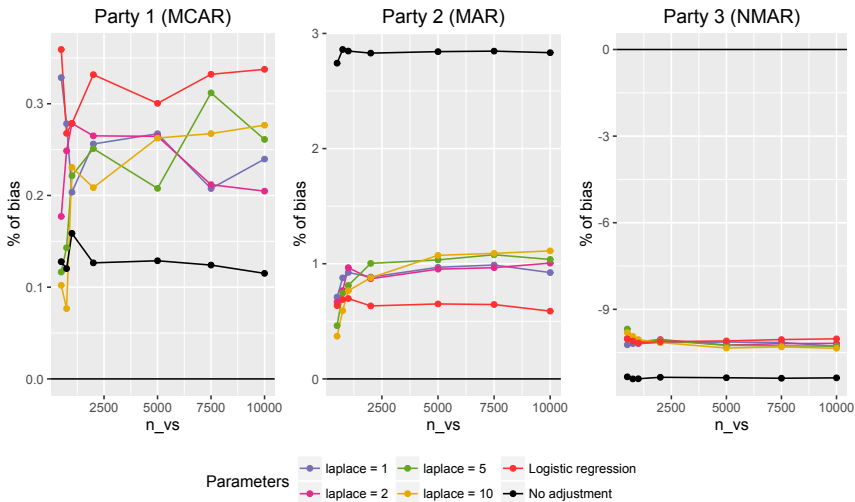 Party 1 (MCAR)
Party 2 (MAR)
Party 3 (NMAR)
% of bias
0.3
0.2
0.1
0.0
2500
5000
7500
10000
n_vs
% of bias
3
2
1
0
2500
5000
7500
10000
n_vs
% of bias
0
-3
-6
-9
2500
5000
7500
10000
n_vs
Parameters
laplace = 1
laplace = 2
laplace = 5
laplace = 10
Logistic regression
No adjustment